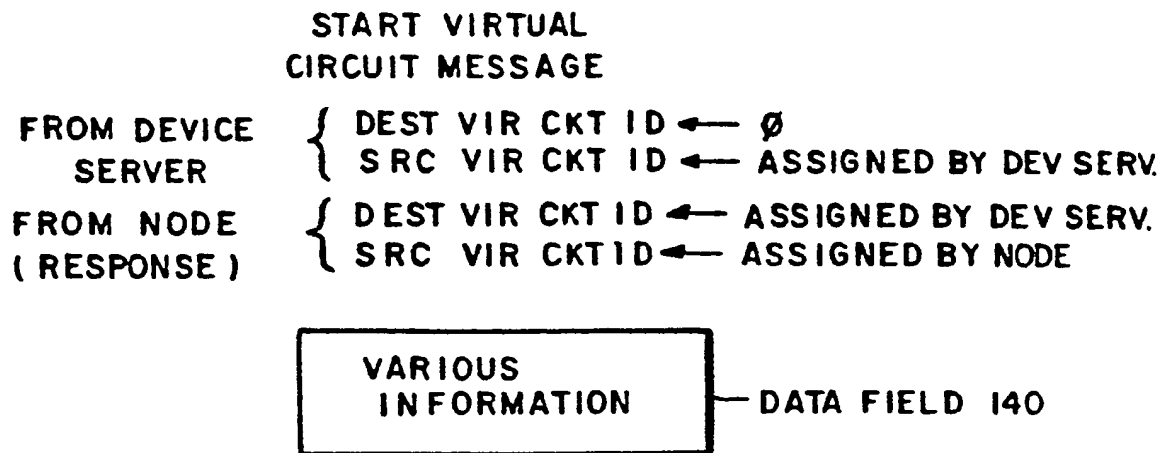 START VIRTUAL
CIRCUIT MESSAGE
FROM DEVICE SERVER { DEST VIR CKT ID ← Ø
SRC VIR CKT ID ← ASSIGNED BY DEV SERV.
FROM NODE (RESPONSE) { DEST VIR CKT ID ← ASSIGNED BY DEV SERV.
SRC VIR CKT ID ← ASSIGNED BY NODE
VARIOUS
INFORMATION
DATA FIELD 140